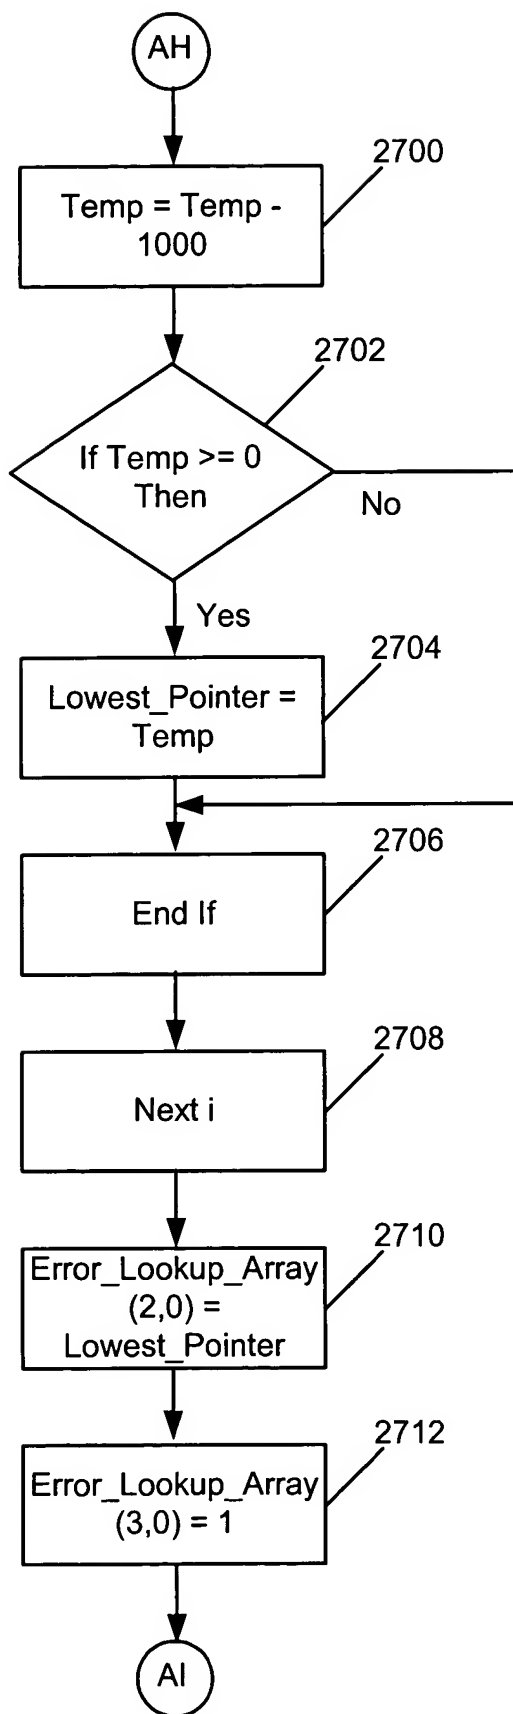 AH
2700
Temp = Temp -
1000
2702
If Temp >= 0
Then
No
Yes
2704
Lowest_Pointer =
Temp
2706
End If
2708
Next i
2710
Error_Lookup_Array
(2,0) =
Lowest_Pointer
2712
Error_Lookup_Array
(3,0) = 1
AI